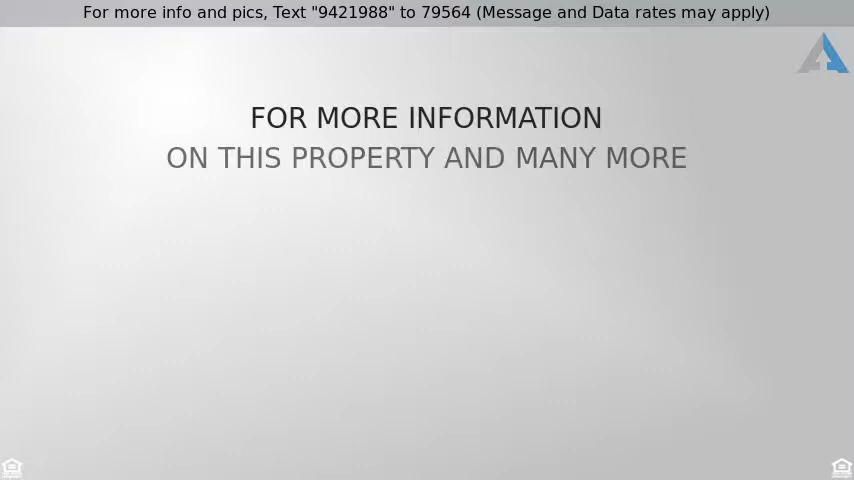 For more info and pics, Text "9421988" to 79564 (Message and Data rates may apply)
FOR MORE INFORMATION
ON THIS PROPERTY AND MANY MORE